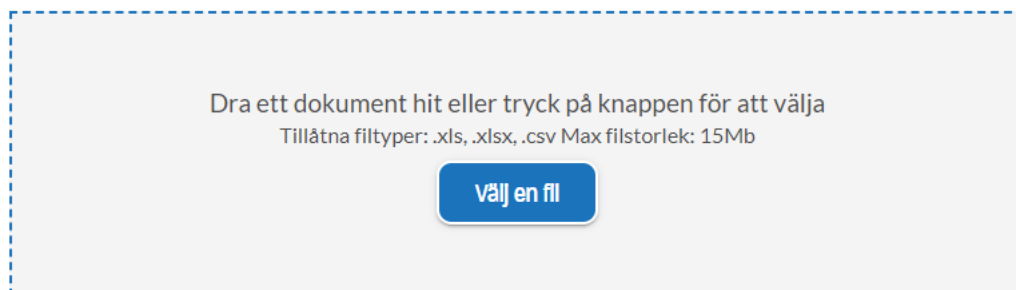 Dra ett dokument hit eller tryck på knappen för att välja
Tillåtna filtyper: .xls, .xlsx, .csv Max filstorlek: 15Mb
Välj en fil